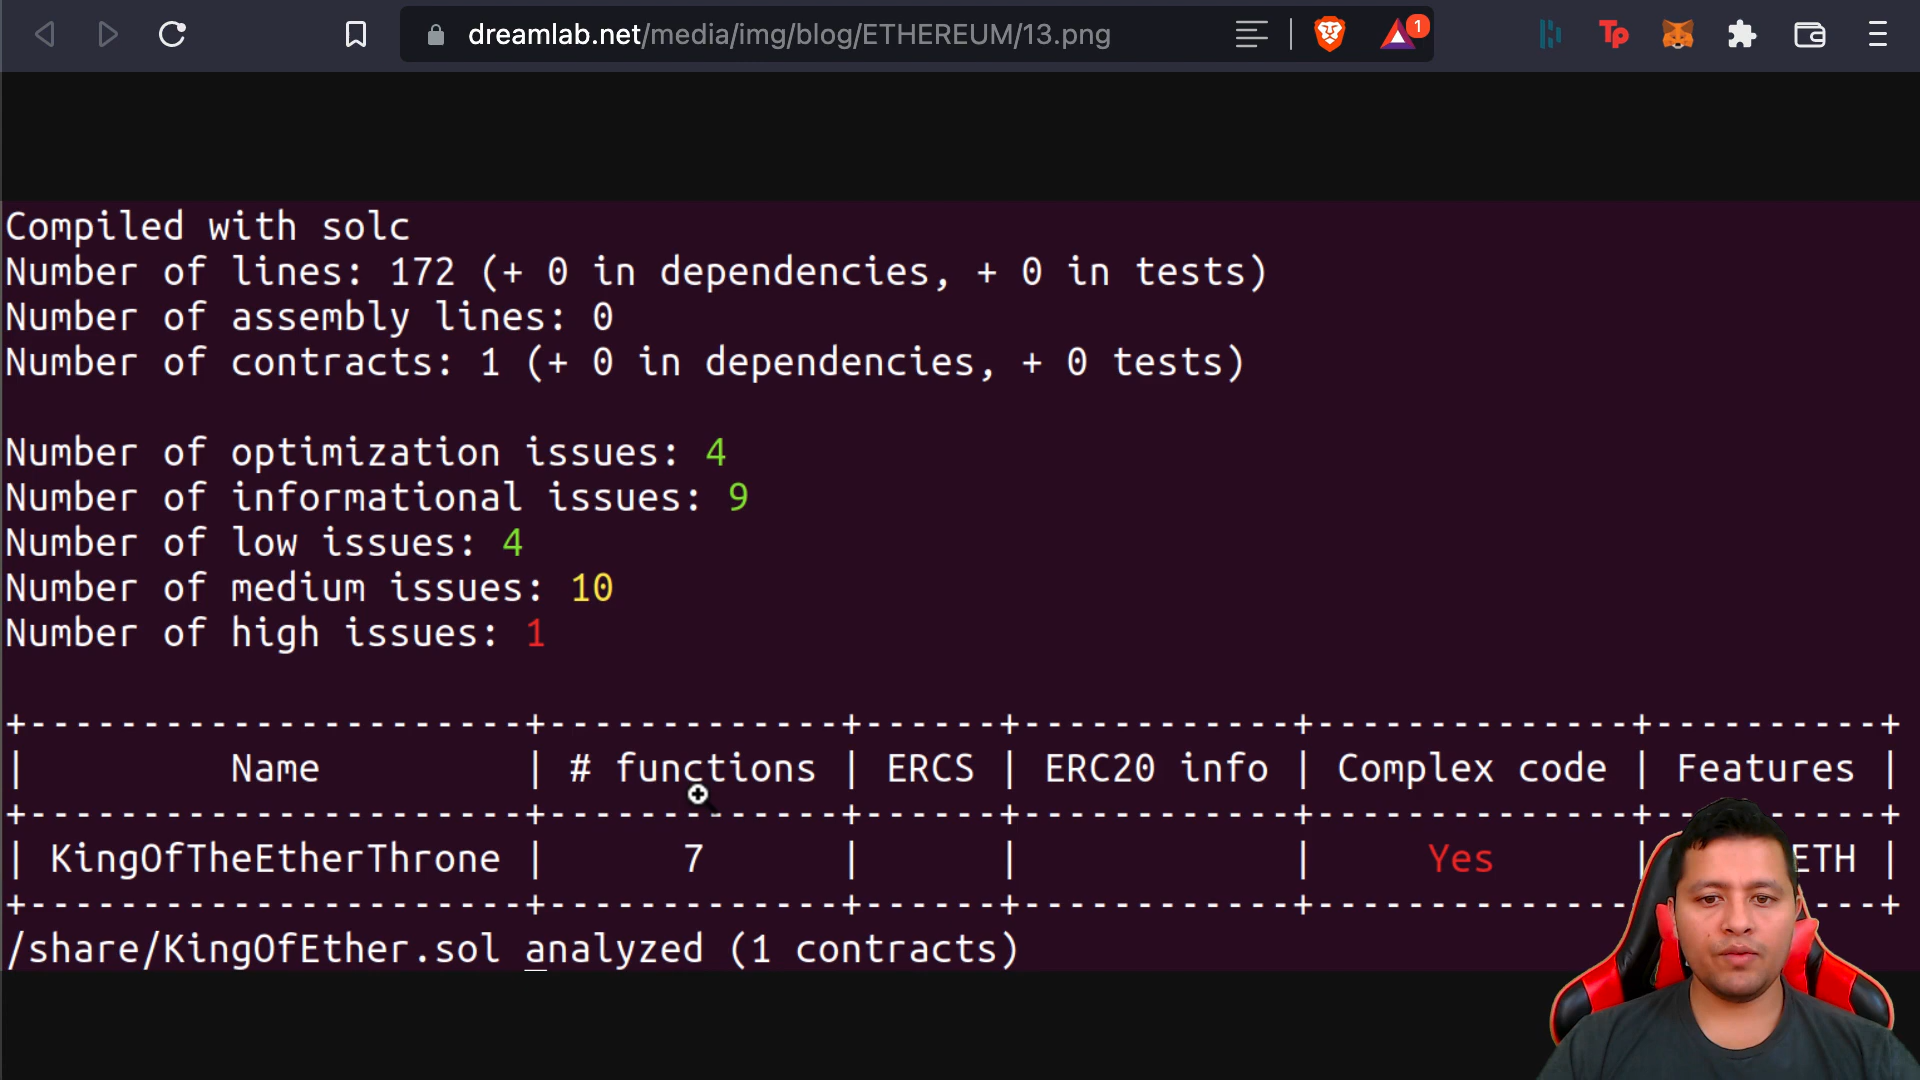 dreamlab.net/media/img/blog/ETHEREUM/13.png
1
Tp
Compiled with solc
Number of lines: 172 (+ 0 in dependencies, + 0 in tests)
Number of assembly lines: 0
Number of contracts: 1 (+ 0 in dependencies, + 0 tests)
Number of optimization issues: 4
Number of informational issues: 9
Number of low issues: 4
Number of medium issues: 10
Number of high issues: 1
+----------------------+-------------+------+------------+--------------+----------+
| Name | # functions | ERCS | ERC20 info | Complex code | Features |
+----------------------+-------------+------+------------+--------------+----------+
| KingOfTheEtherThrone | 7 | | | Yes | ETH |
+----------------------+-------------+------+------------+--------------+----------+
/share/KingOfEther.sol analyzed (1 contracts)